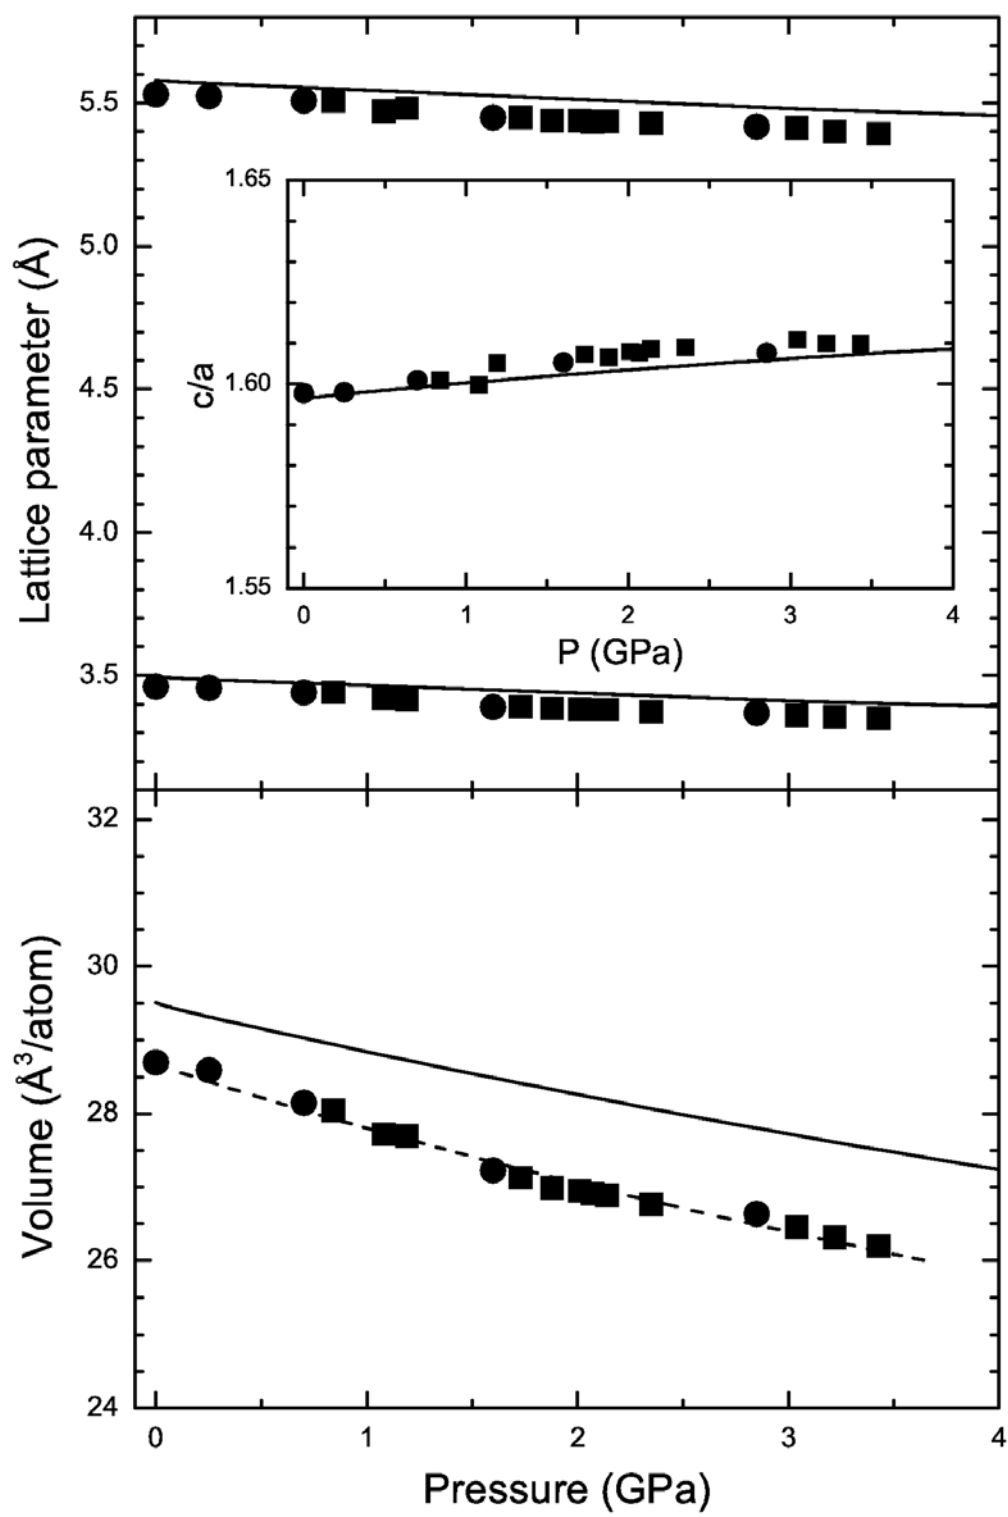 5.5
5.0
4.5
4.0
3.5
Lattice parameter (Å)
1.65
1.60
1.55
c/a
0 1 2 3 4
P (GPa)
32
30
28
26
24
Volume (Å³/atom)
0 1 2 3 4
Pressure (GPa)